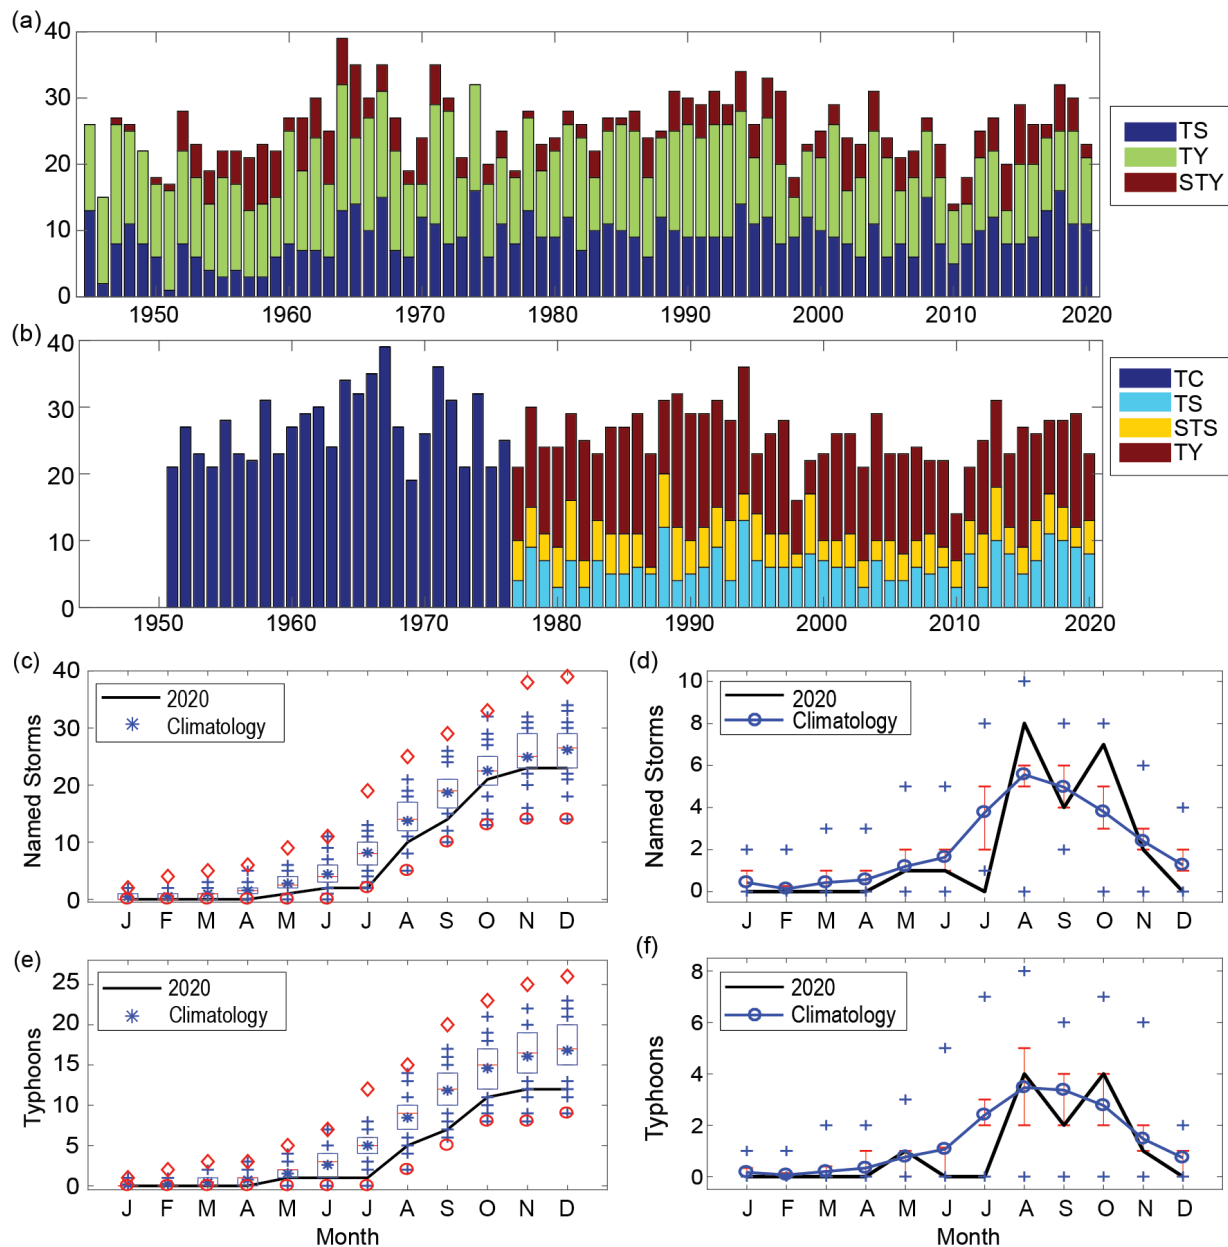 (a)
40
30
20
10
0
1950 1960 1970 1980 1990 2000 2010 2020
TS
TY
STY
(b)
40
30
20
10
0
1950 1960 1970 1980 1990 2000 2010 2020
TC
TS
STS
TY
(c)
Named Storms
40
30
20
10
0
2020
Climatology
J F M A M J J A S O N D
(d)
Named Storms
10
8
6
4
2
0
2020
Climatology
J F M A M J J A S O N D
(e)
Typhoons
25
20
15
10
5
0
2020
Climatology
J F M A M J J A S O N D
Month
(f)
Typhoons
8
6
4
2
0
2020
Climatology
J F M A M J J A S O N D
Month